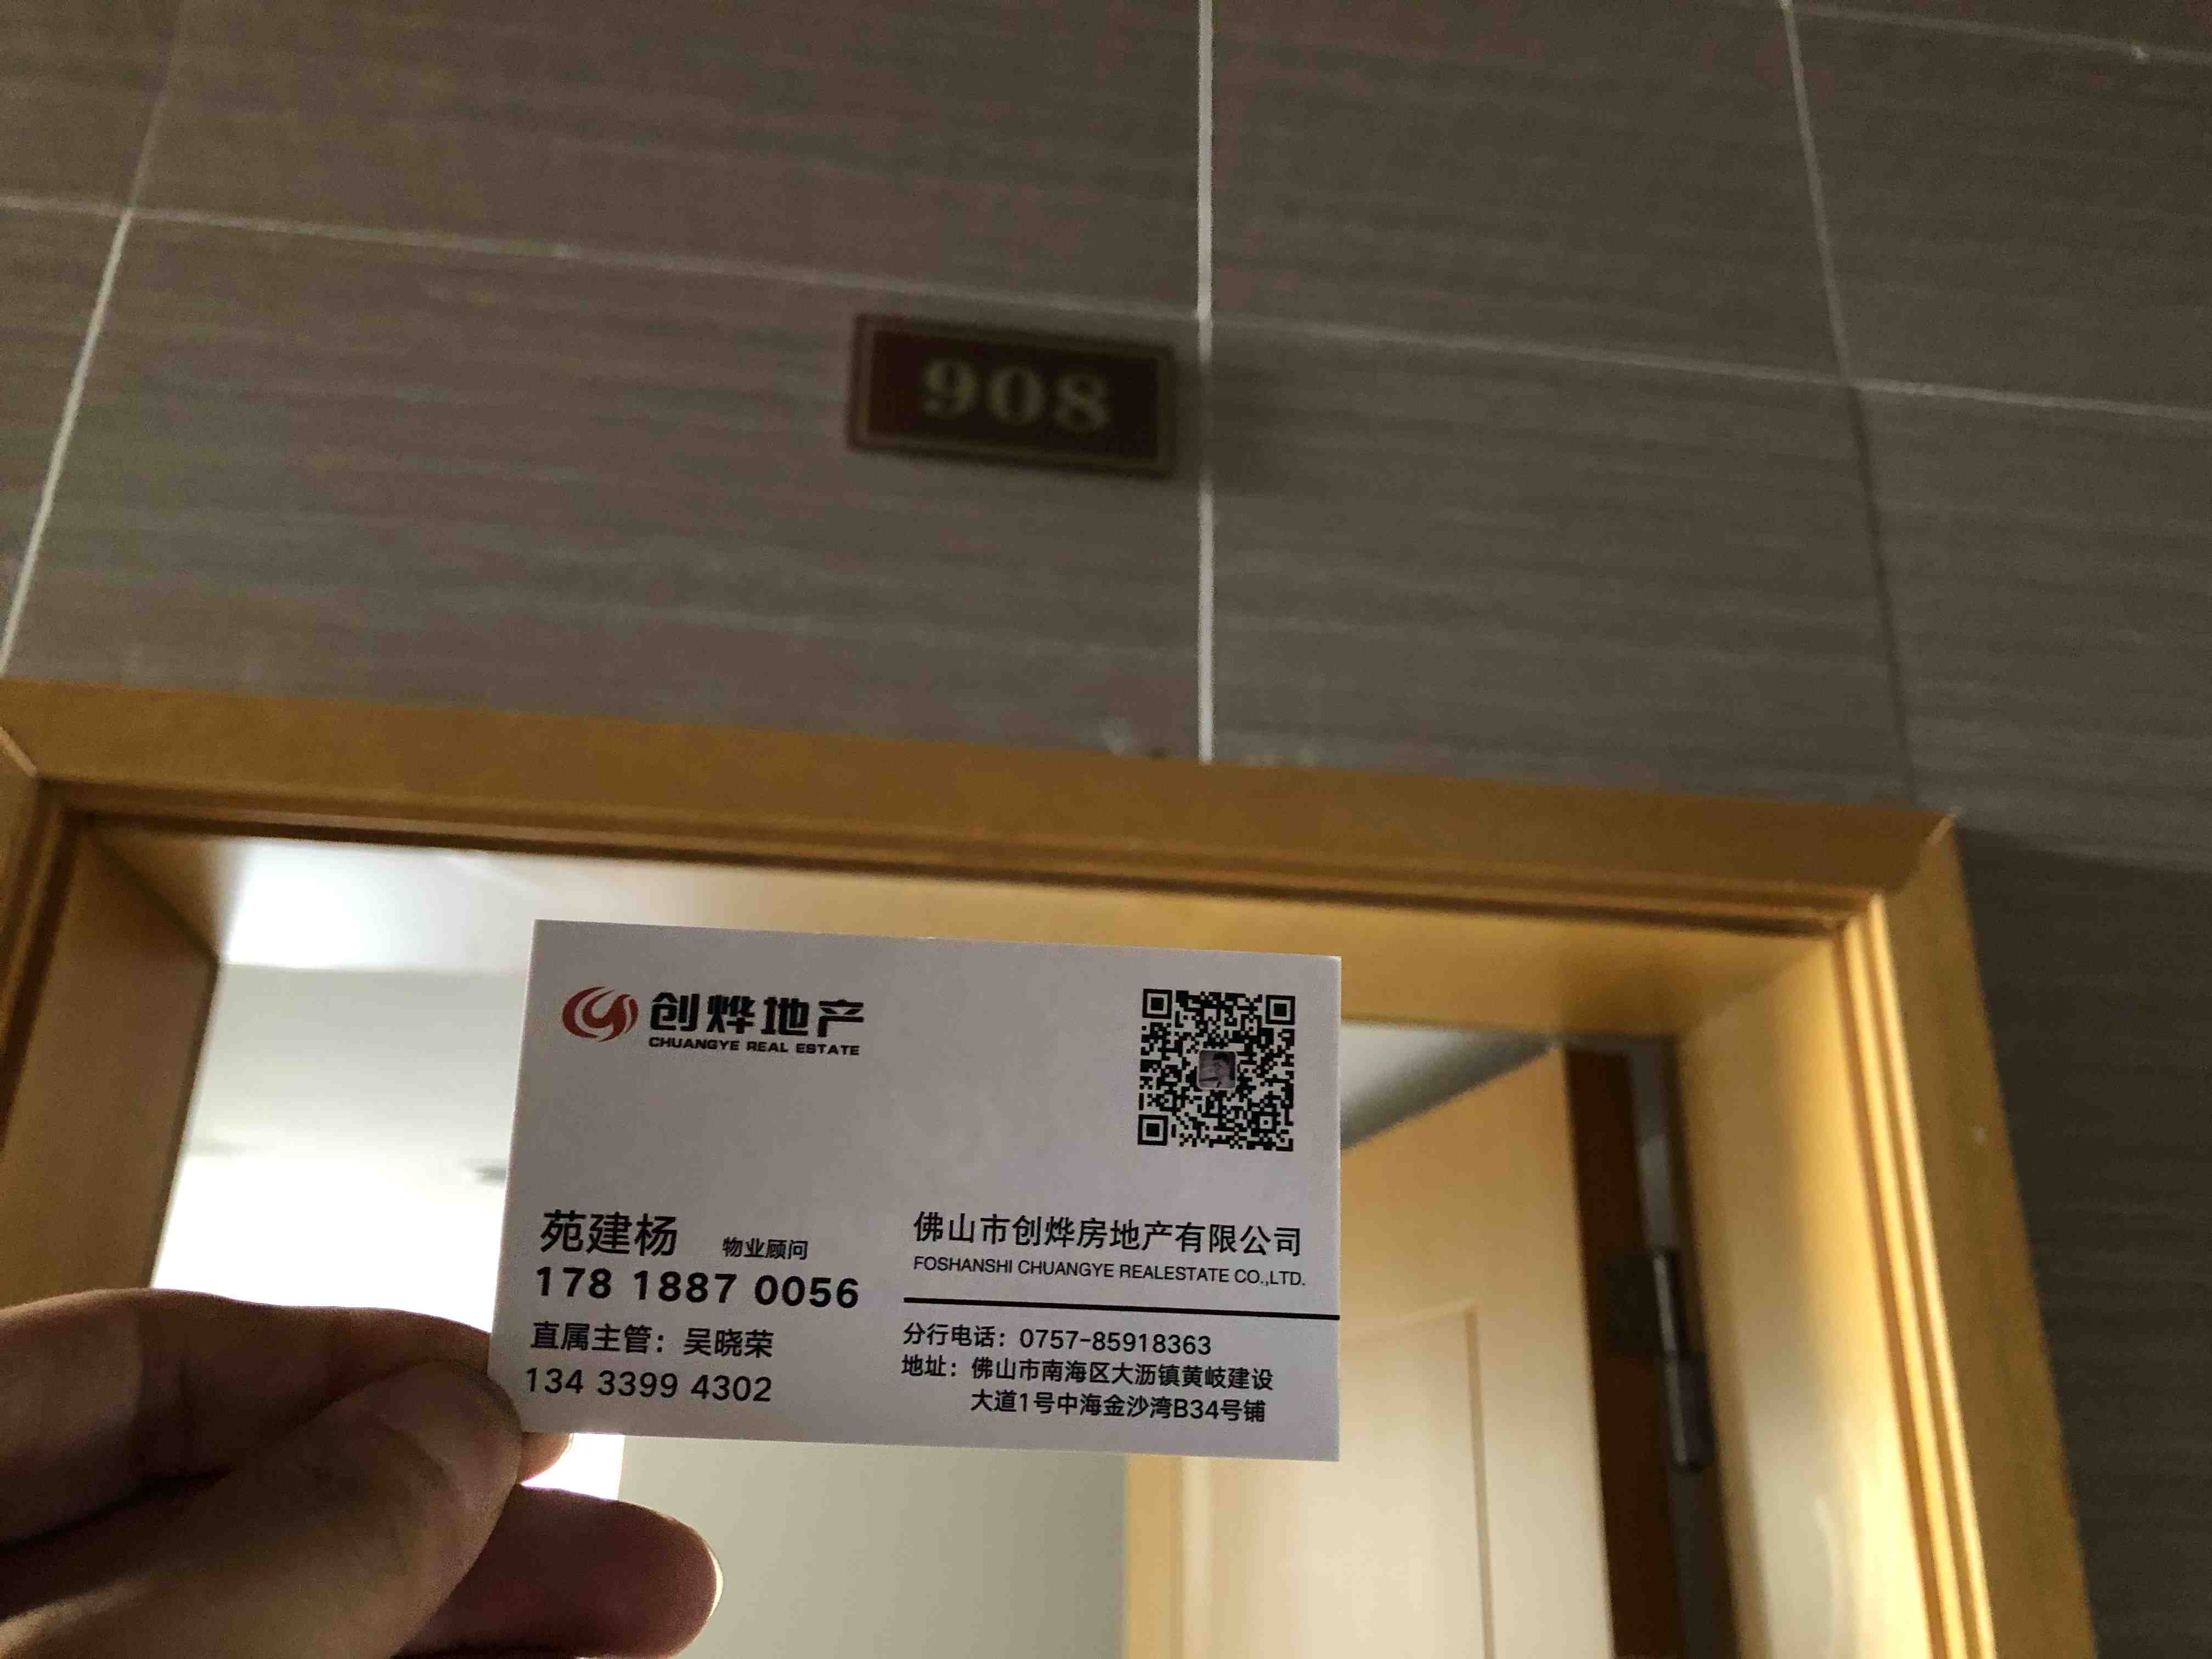 908
创烨地产
CHUANGYE REAL ESTATE
苑建杨 物业顾问
178 1887 0056
直属主管：吴晓荣
134 3399 4302
佛山市创烨房地产有限公司
FOSHANSHI CHUANGYE REALESTATE CO.,LTD.
分行电话：0757-85918363
地址：佛山市南海区大沥镇黄岐建设
大道1号中海金沙湾B34号铺